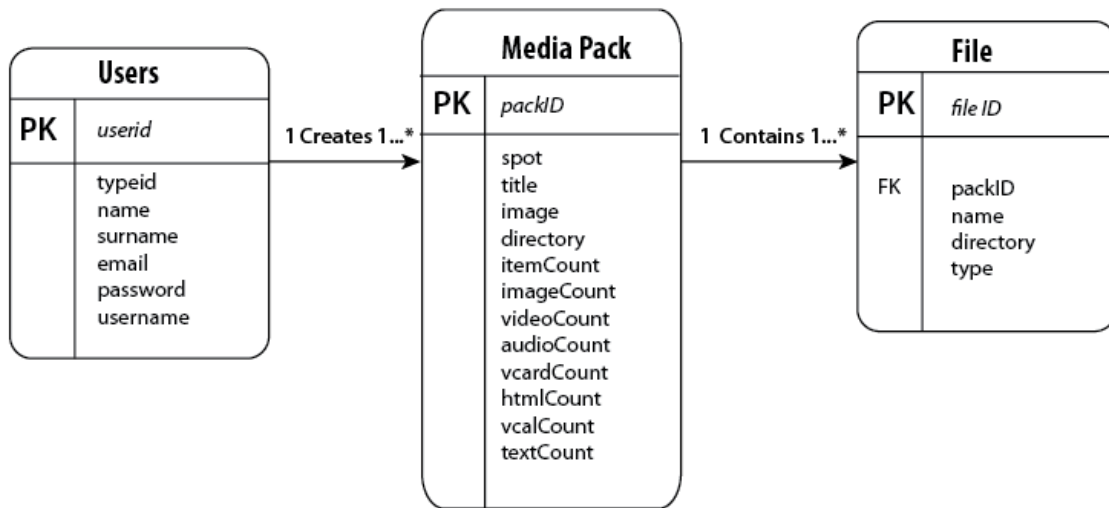 Users
PK userid
typeid
name
surname
email
password
username
1 Creates 1...*
Media Pack
PK packID
spot
title
image
directory
itemCount
imageCount
videoCount
audioCount
vcardCount
htmlCount
vcalCount
textCount
1 Contains 1...*
File
PK file ID
FK packID
name
directory
type